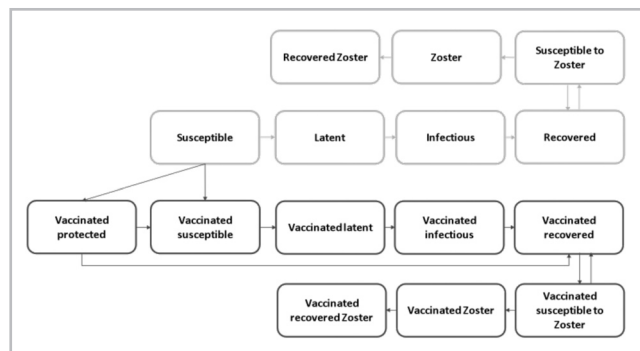 Recovered Zoster
Zoster
Susceptible to
Zoster
Susceptible
Latent
Infectious
Recovered
Vaccinated
protected
Vaccinated
susceptible
Vaccinated latent
Vaccinated
infectious
Vaccinated
recovered
Vaccinated
recovered Zoster
Vaccinated Zoster
Vaccinated
susceptible to
Zoster